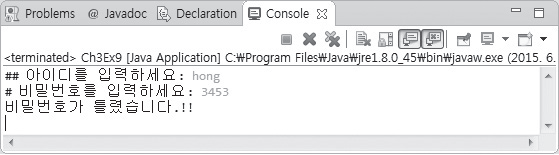 Problems @ Javadoc Declaration Console
<terminated> Ch3Ex9 [Java Application] C:₩Program Files₩Java₩jre1.8.0_45₩bin₩javaw.exe (2015. 6.
## 아이디를 입력하세요: hong
# 비밀번호를 입력하세요: 3453
비밀번호가 틀렸습니다.!!